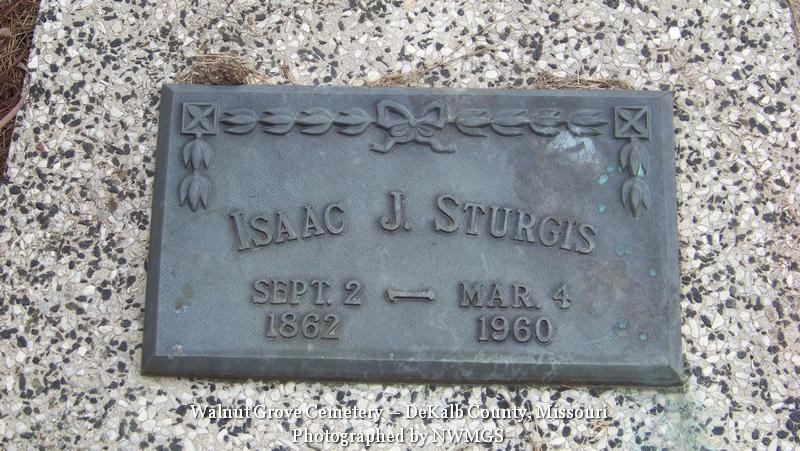 ISAAC J. STURGIS
SEPT. 2 — MAR. 4
1862 1960
Walnut Grove Cemetery -- DeKalb County, Missouri
Photographed by NWMGS